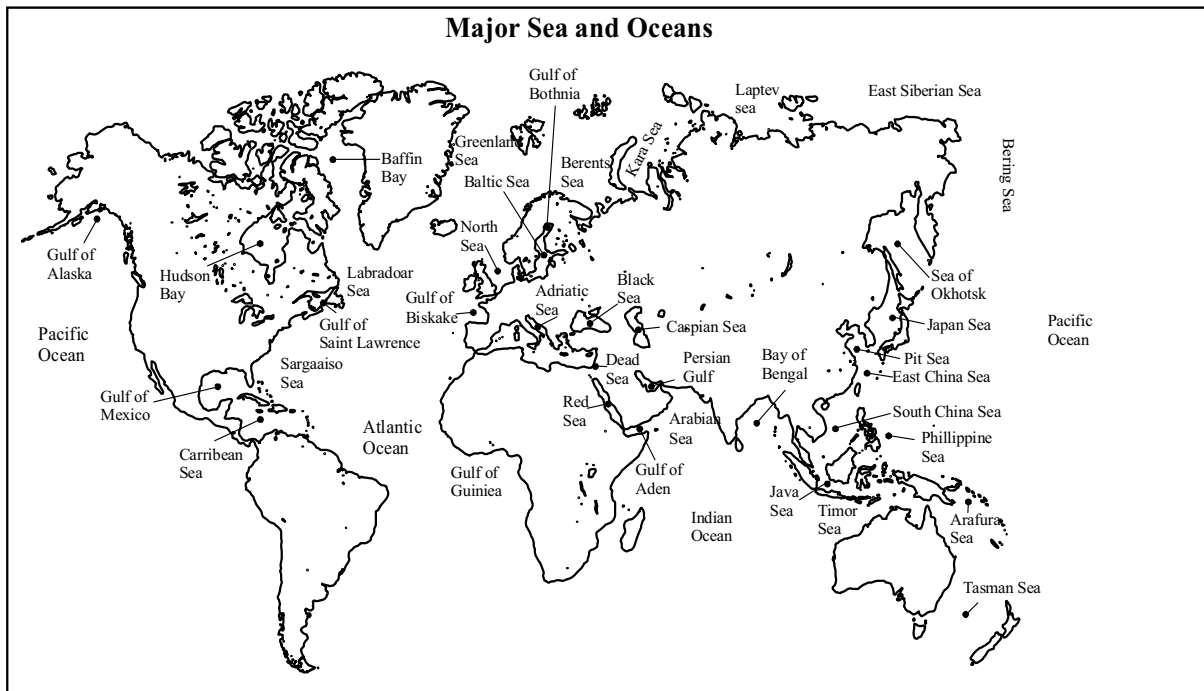 Major Sea and Oceans
Gulf of
Bothnia
Laptev
sea
East Siberian Sea
Greenland
Sea
Baffin
Bay
Berents
Sea
Kara Sea
Bering Sea
Baltic Sea
North
Sea
Gulf of
Alaska
Hudson
Bay
Labradoar
Sea
Sea of
Okhotsk
Gulf of
Biskake
Adriatic
Sea
Black
Sea
Caspian Sea
Japan Sea
Pacific
Ocean
Pacific
Ocean
Gulf of
Saint Lawrence
Pit Sea
East China Sea
Sargaaiso
Sea
Dead
Sea
Persian
Gulf
Bay of
Bengal
Gulf of
Mexico
Red
Sea
Arabian
Sea
South China Sea
Phillippine
Sea
Atlantic
Ocean
Carribean
Sea
Gulf of
Guiniea
Gulf of
Aden
Java
Sea
Timor
Sea
Arafura
Sea
Indian
Ocean
Tasman Sea